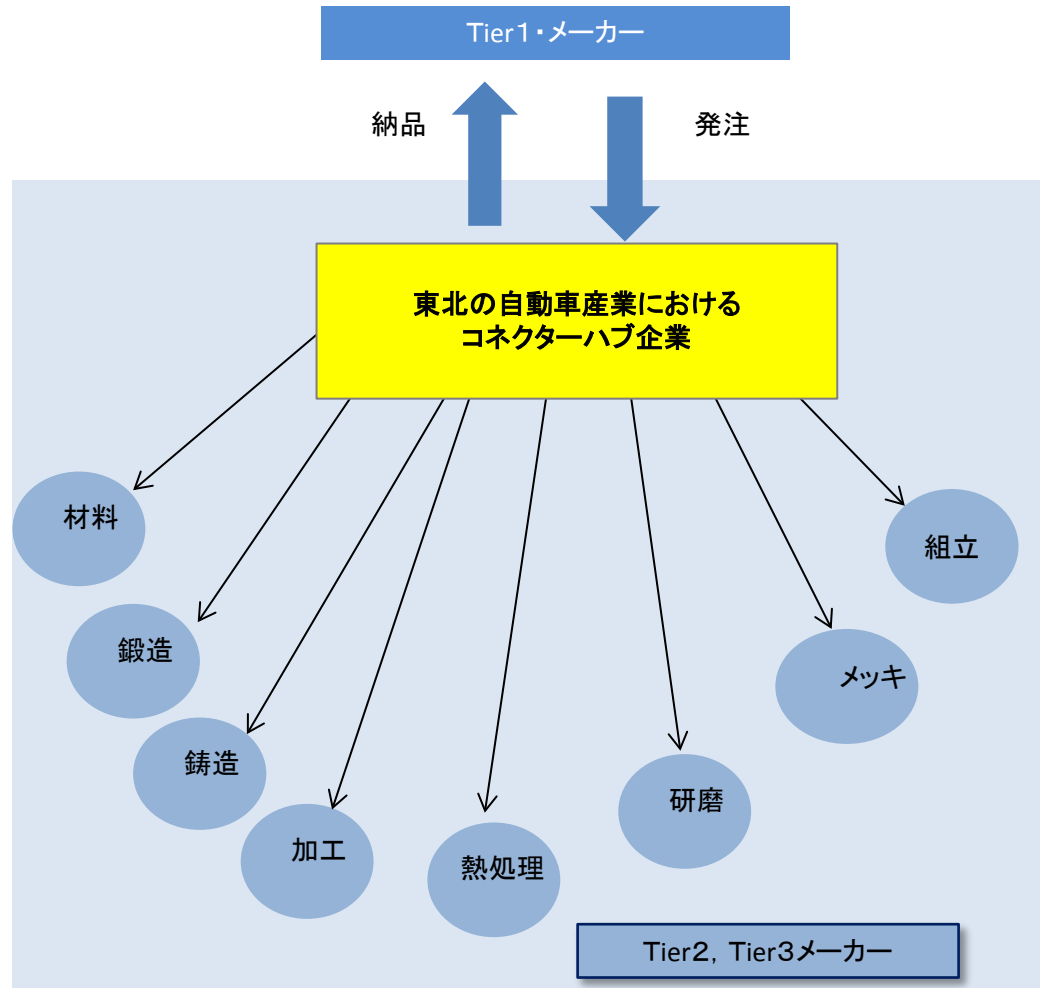 Tier1・メーカー
納品
発注
東北の自動車産業における
コネクターハブ企業
材料
組立
鍛造
メッキ
鋳造
研磨
加工
熱処理
Tier2, Tier3メーカー